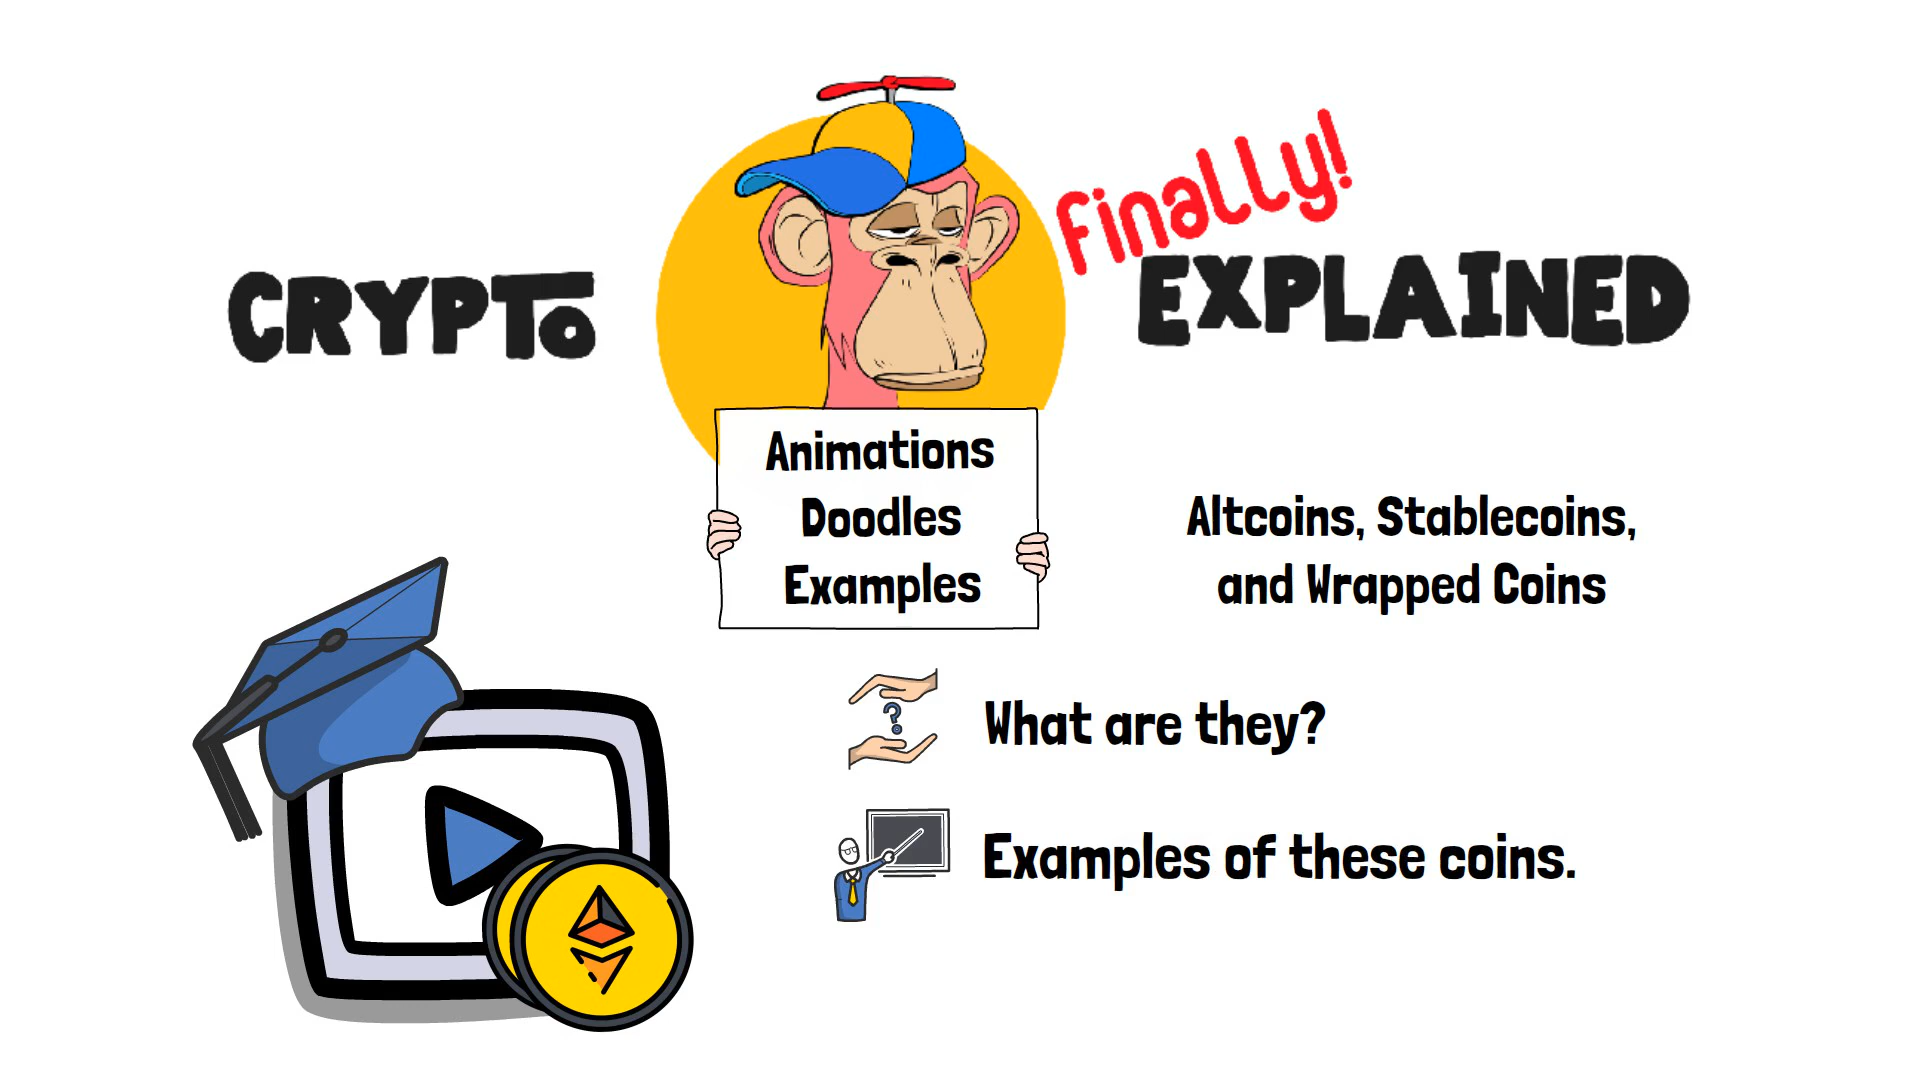 CRYPTO
Finally!
EXPLAINED
Animations
Doodles
Examples
Altcoins, Stablecoins,
and Wrapped Coins
?
What are they?
Examples of these coins.